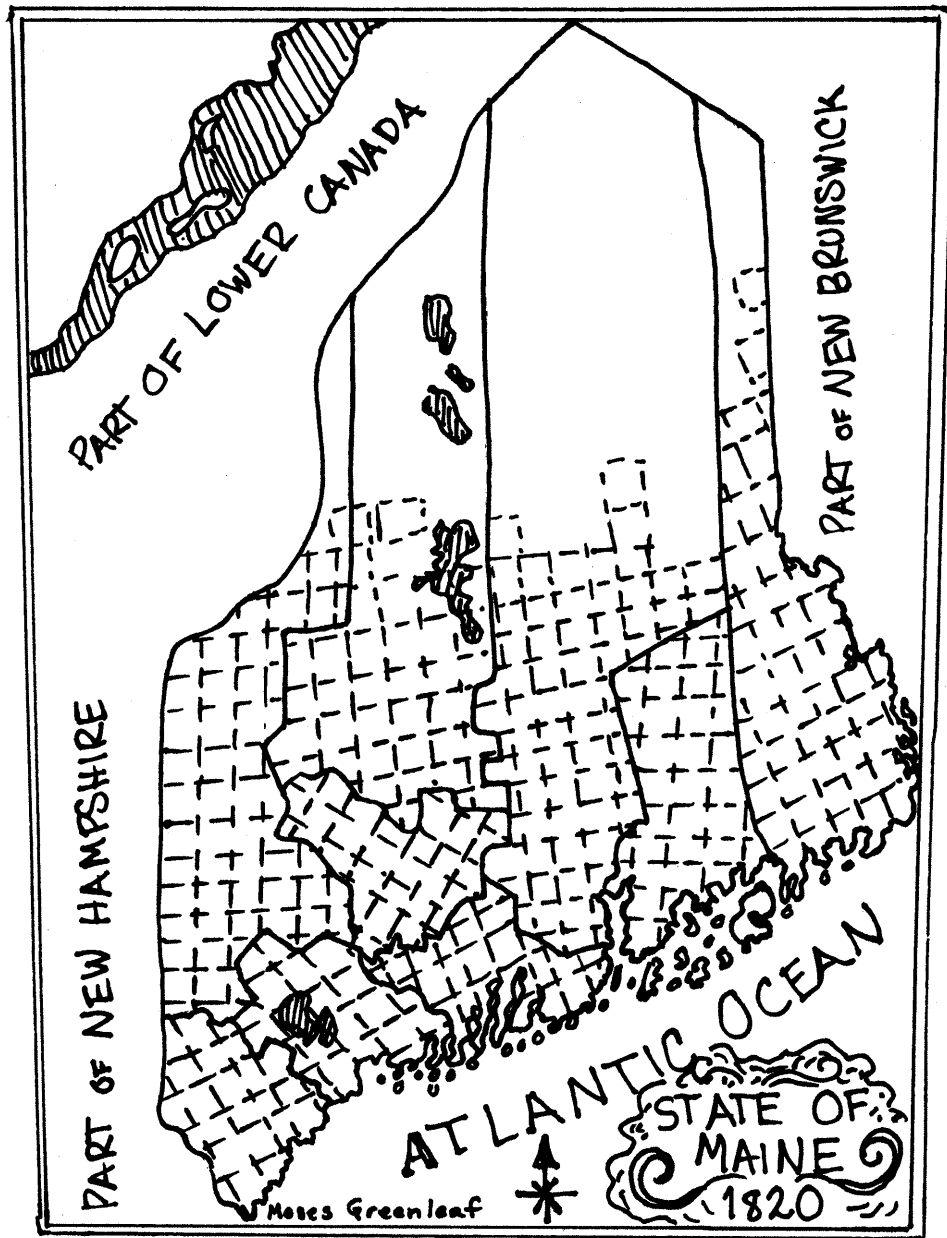 PART OF LOWER CANADA
PART OF NEW BRUNSWICK
PART OF NEW HAMPSHIRE
ATLANTIC OCEAN
STATE OF
MAINE
1820
Moses Greenleaf